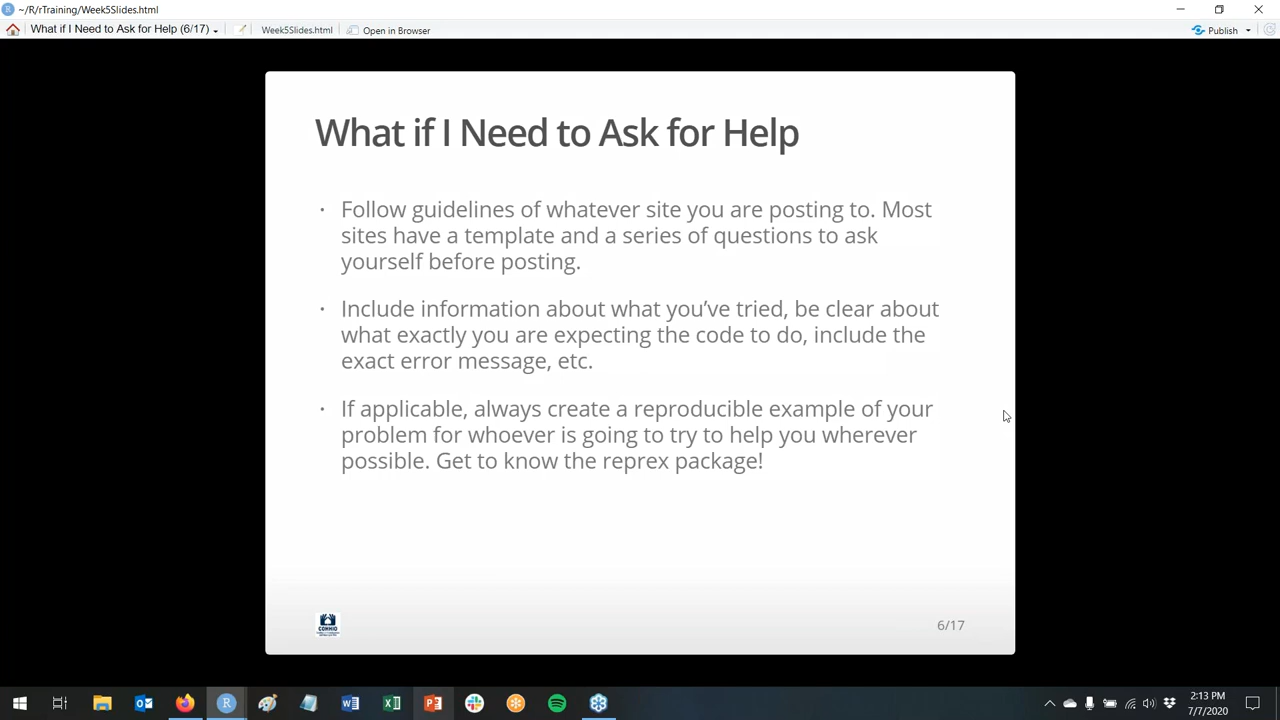 ~/R/rTraining/Week5Slides.html
What if I Need to Ask for Help (6/17)
Week5Slides.html
Open in Browser
Publish
What if I Need to Ask for Help
· Follow guidelines of whatever site you are posting to. Most
sites have a template and a series of questions to ask
yourself before posting.
· Include information about what you’ve tried, be clear about
what exactly you are expecting the code to do, include the
exact error message, etc.
· If applicable, always create a reproducible example of your
problem for whoever is going to try to help you wherever
possible. Get to know the reprex package!
6/17
2:13 PM
7/7/2020